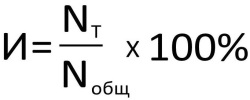 И = Nт / Nобщ х 100%